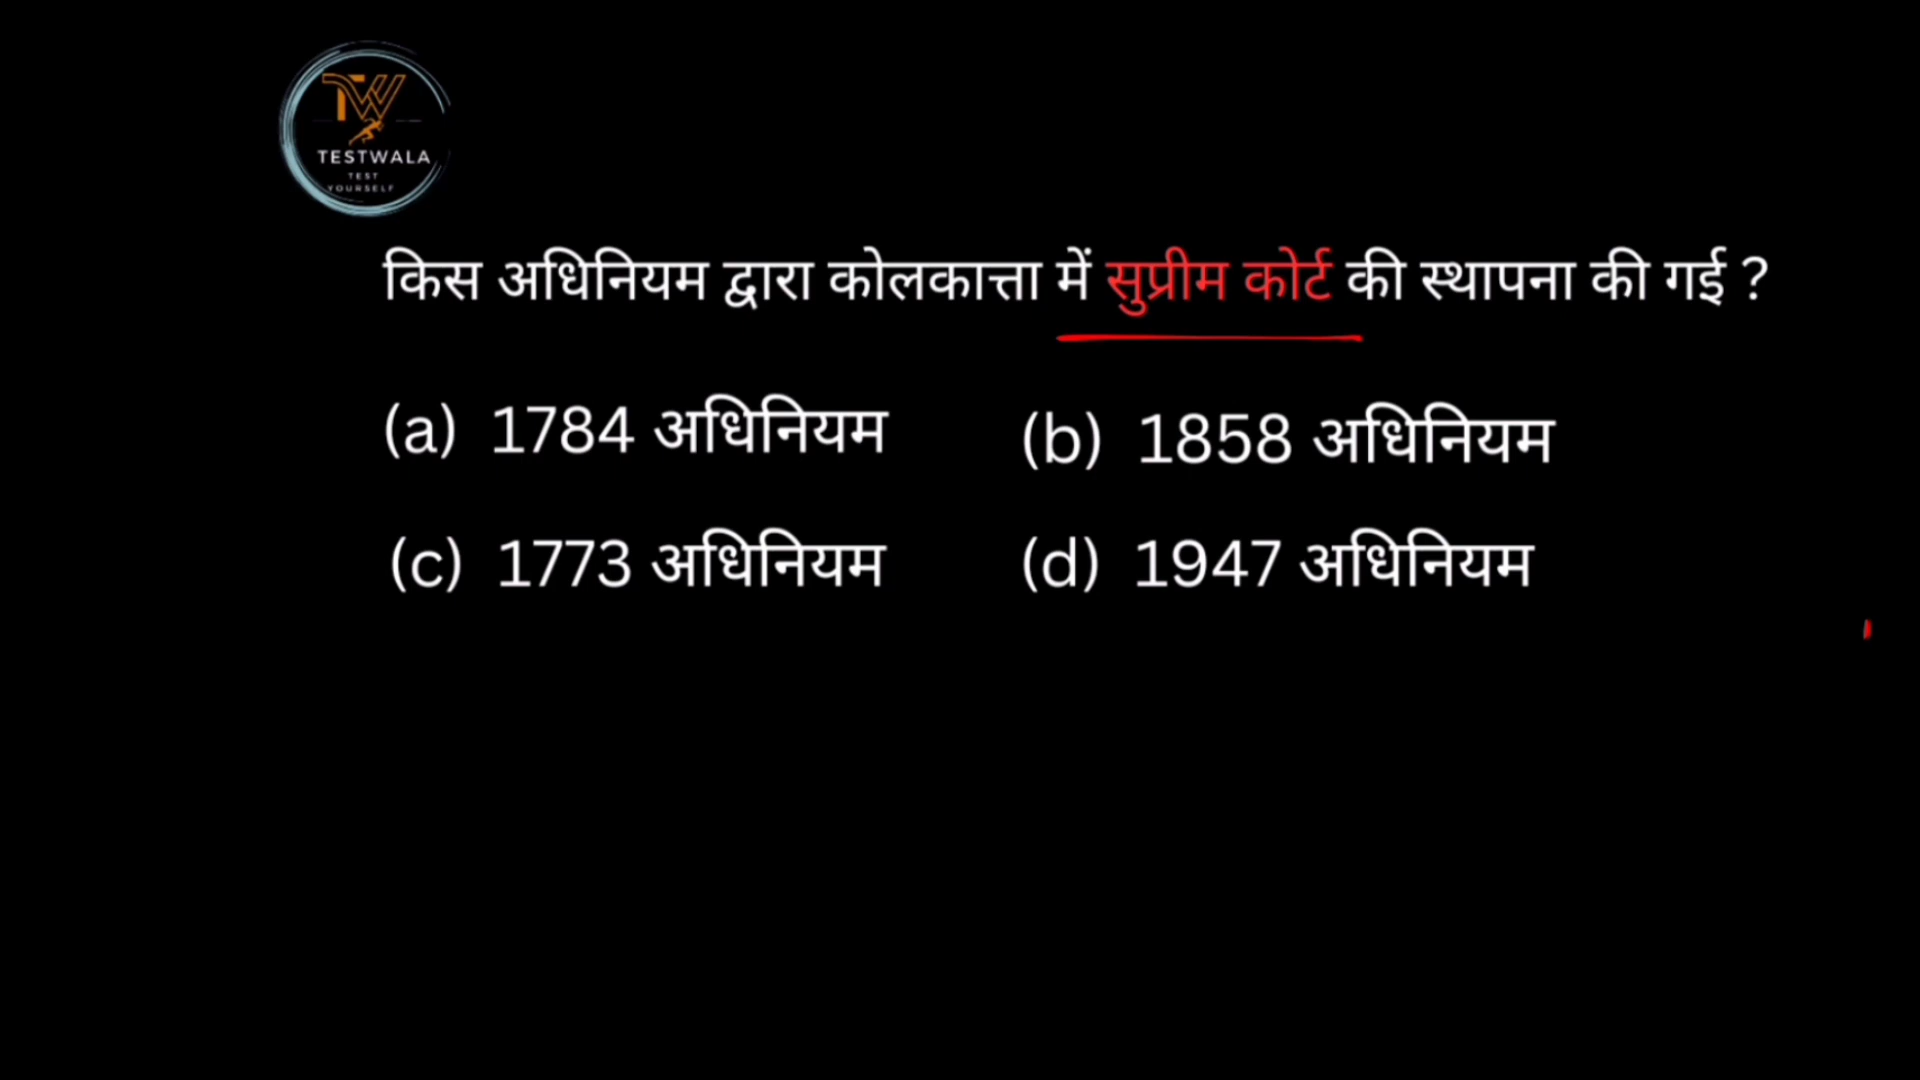 TW
TESTWALA
TEST
YOURSELF
किस अधिनियम द्वारा कोलकात्ता में सुप्रीम कोर्ट की स्थापना की गई ?
(a) 1784 अधिनियम
(b) 1858 अधिनियम
(c) 1773 अधिनियम
(d) 1947 अधिनियम